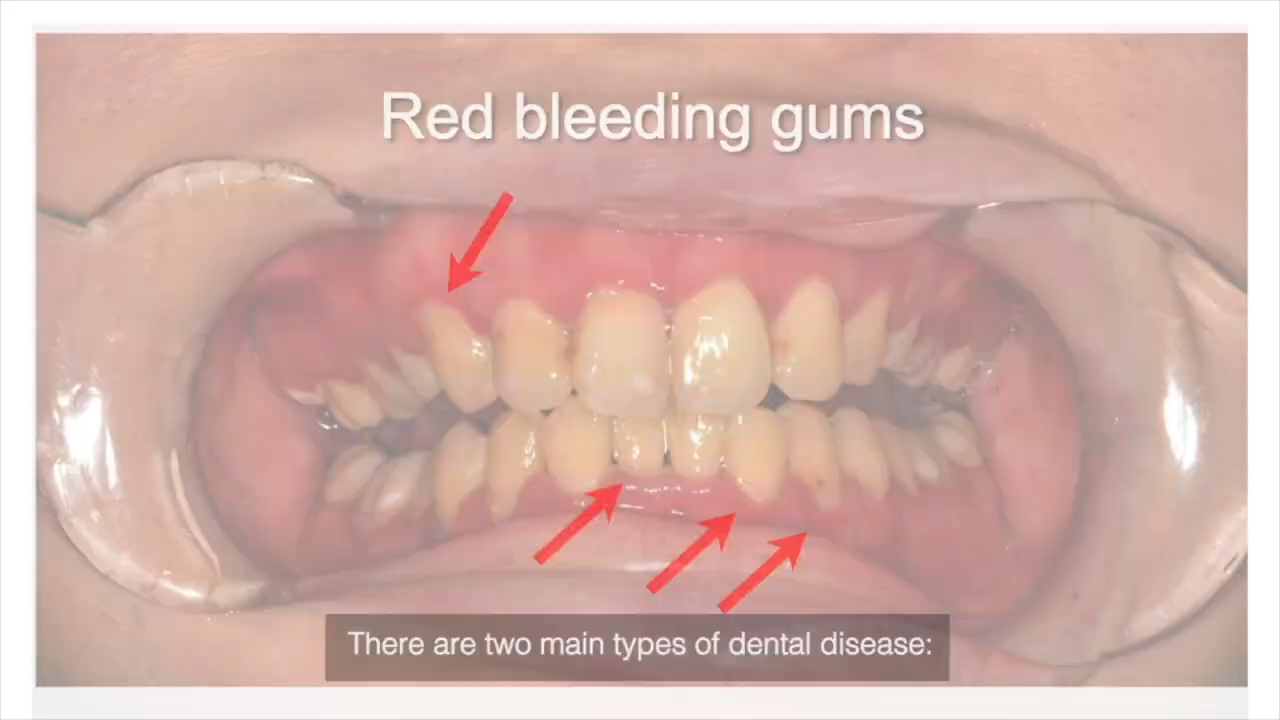 Red bleeding gums
There are two main types of dental disease: